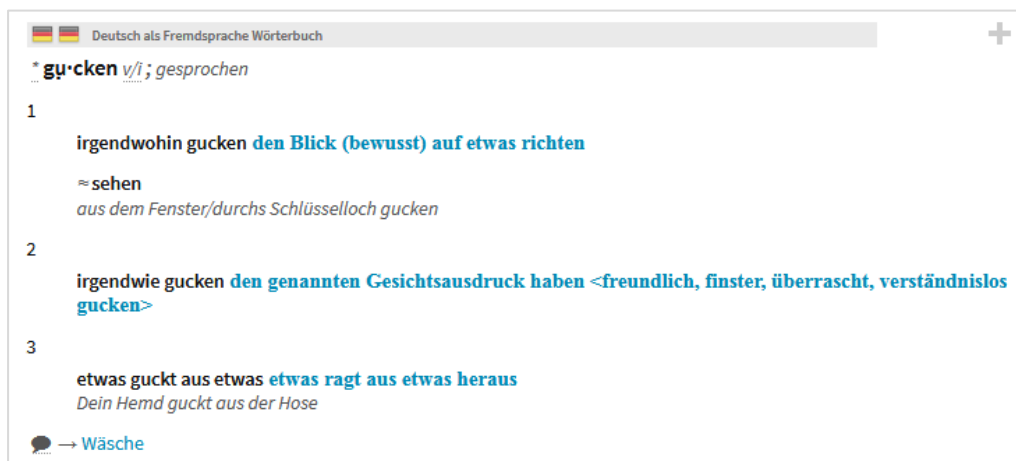 Deutsch als Fremdsprache Wörterbuch
* gụ·cken v/i ; gesprochen
1
irgendwohin gucken den Blick (bewusst) auf etwas richten
≈ sehen
aus dem Fenster/durchs Schlüsselloch gucken
2
irgendwie gucken den genannten Gesichtsausdruck haben <freundlich, finster, überrascht, verständnislos
gucken>
3
etwas guckt aus etwas etwas ragt aus etwas heraus
Dein Hemd guckt aus der Hose
→ Wäsche